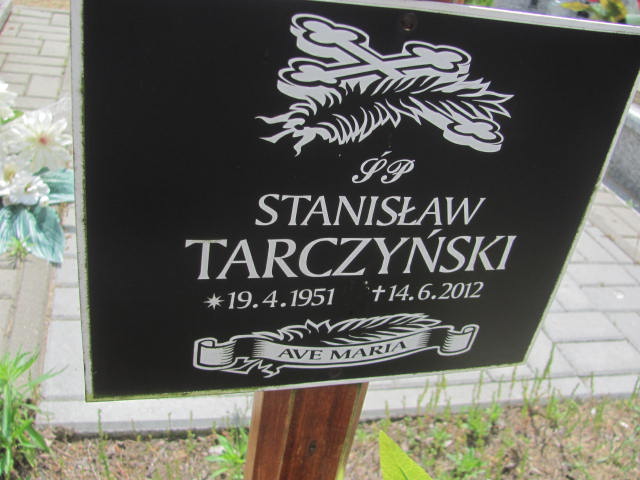 ŚP
STANISŁAW
TARCZYŃSKI
✴19.4.1951 ✝14.6.2012
AVE MARIA